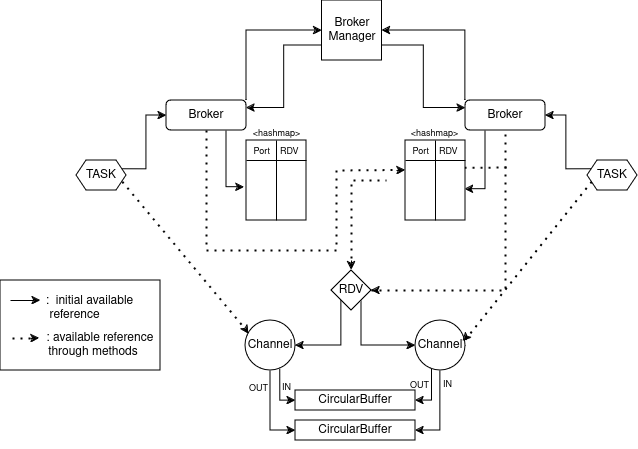 Broker
Manager
Broker
Broker
<hashmap>
<hashmap>
Port RDV
Port RDV
TASK
TASK
RDV
: initial available
reference
: available reference
through methods
Channel
Channel
OUT IN
OUT IN
CircularBuffer
CircularBuffer